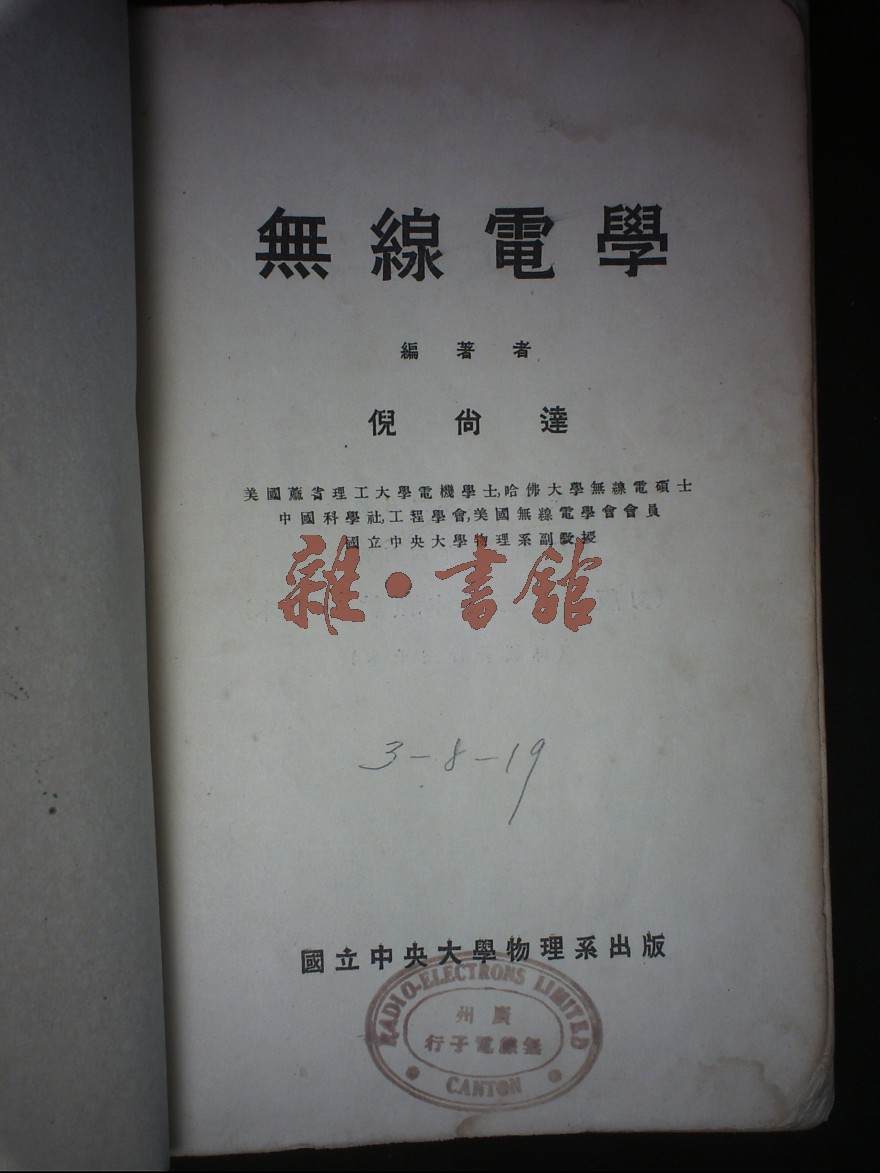 無線電學
編著者
倪尙達
美國蔴省理工大學電機學士,哈佛大學無線電碩士
中國科學社,工程學會,美國無線電學會會員
國立中央大學物理系副敎授
雜•書館
3-8-19
國立中央大學物理系出版
RADIO-ELECTRONS LIMITED
廣州
無線電子行
CANTON